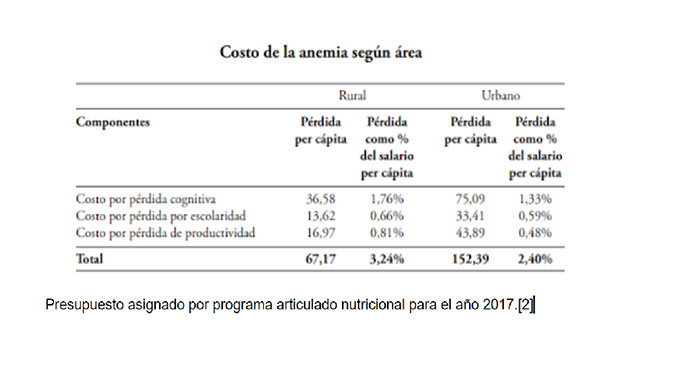 Costo de la anemia según área
Rural Urbano
Componentes Pérdida Pérdida Pérdida Pérdida
per cápita como % per cápita como %
del salario del salario
per cápita per cápita
Costo por pérdida cognitiva 36,58 1,76% 75,09 1,33%
Costo por pérdida por escolaridad 13,62 0,66% 33,41 0,59%
Costo por pérdida de productividad 16,97 0,81% 43,89 0,48%
Total 67,17 3,24% 152,39 2,40%
Presupuesto asignado por programa articulado nutricional para el año 2017.[2]